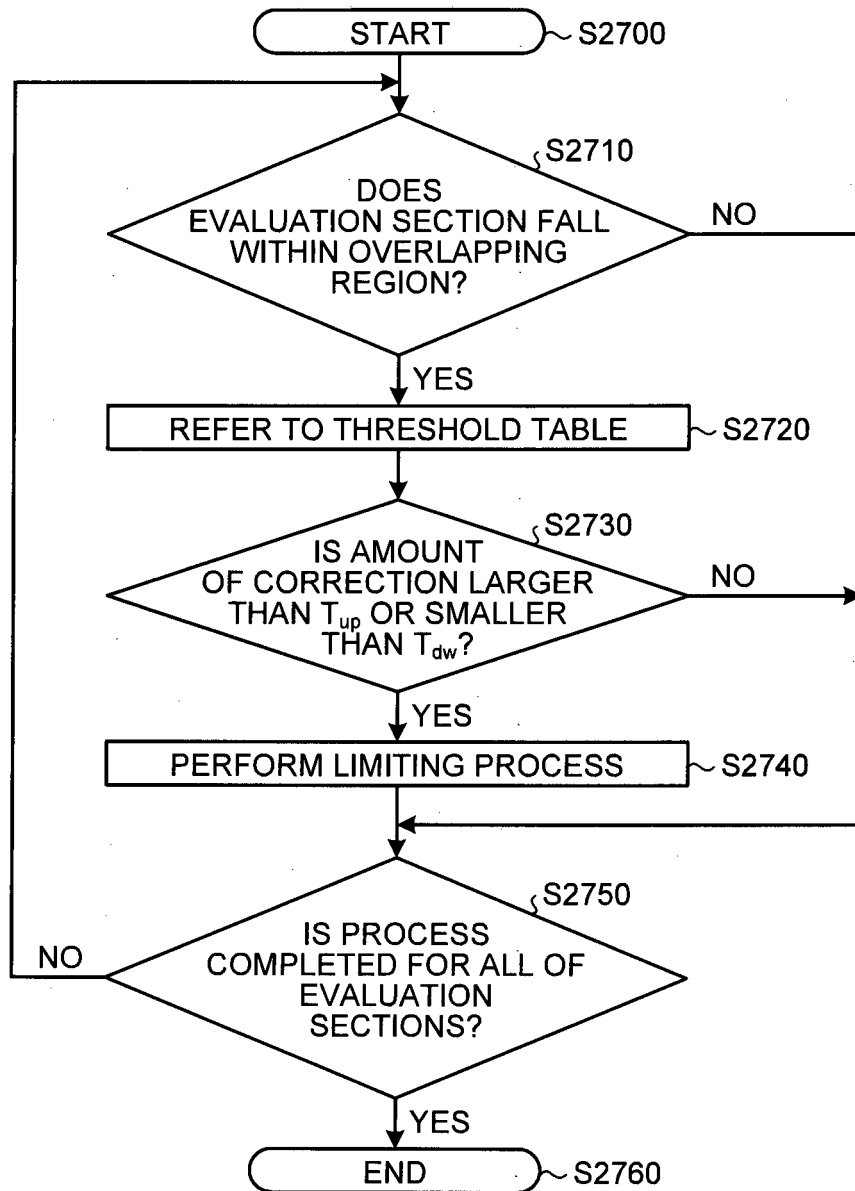 START
S2700
S2710
DOES
EVALUATION SECTION FALL
WITHIN OVERLAPPING
REGION?
NO
YES
REFER TO THRESHOLD TABLE
S2720
S2730
IS AMOUNT
OF CORRECTION LARGER
THAN Tup OR SMALLER
THAN Tdw?
NO
YES
PERFORM LIMITING PROCESS
S2740
S2750
IS PROCESS
COMPLETED FOR ALL OF
EVALUATION
SECTIONS?
NO
YES
END
S2760